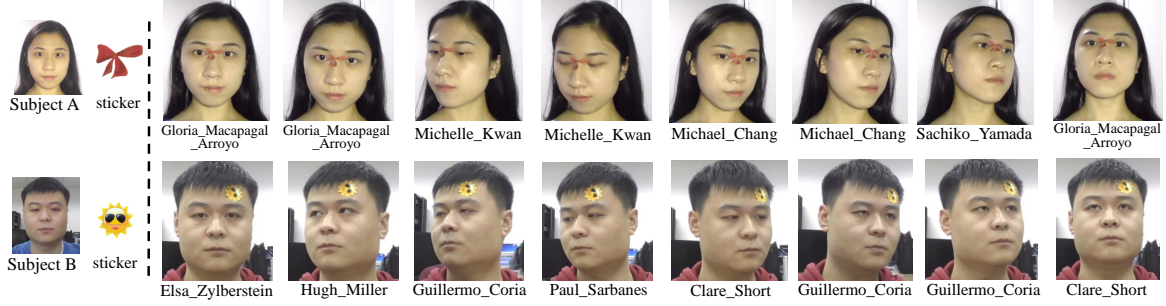 Subject A
sticker
Gloria_Macapagal
_Arroyo
Gloria_Macapagal
_Arroyo
Michelle_Kwan
Michelle_Kwan
Michael_Chang
Michael_Chang
Sachiko_Yamada
Gloria_Macapagal
_Arroyo
Subject B
sticker
Elsa_Zylberstein
Hugh_Miller
Guillermo_Coria
Paul_Sarbanes
Clare_Short
Guillermo_Coria
Guillermo_Coria
Clare_Short